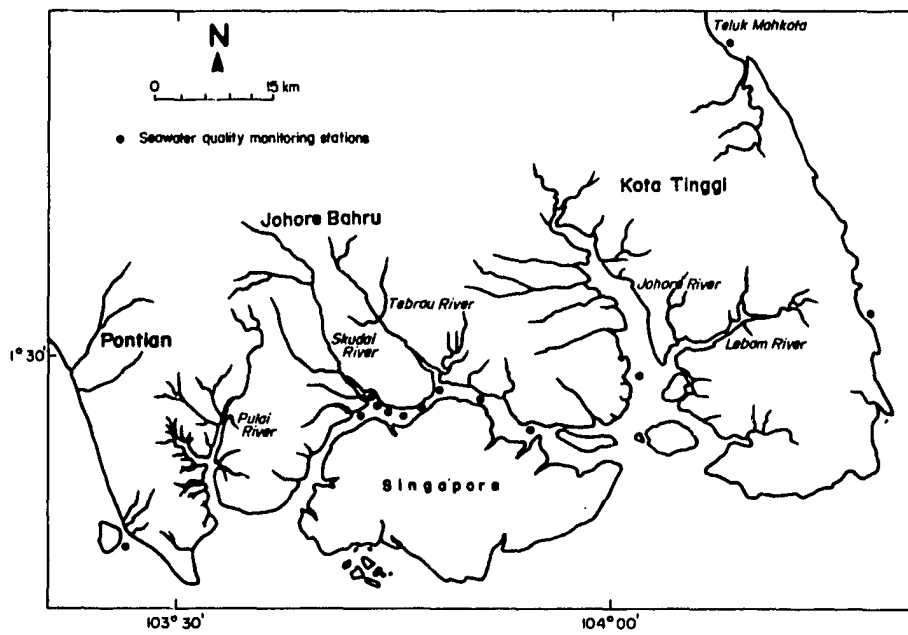 Teluk Mahkota
N
0 15 km
Seawater quality monitoring stations
Kota Tinggi
Johore Bahru
Johore River
Tebrau River
Pontian
Skudai
River
Lebam River
1° 30'
Pulai
River
Singapore
103° 30'
104° 00'